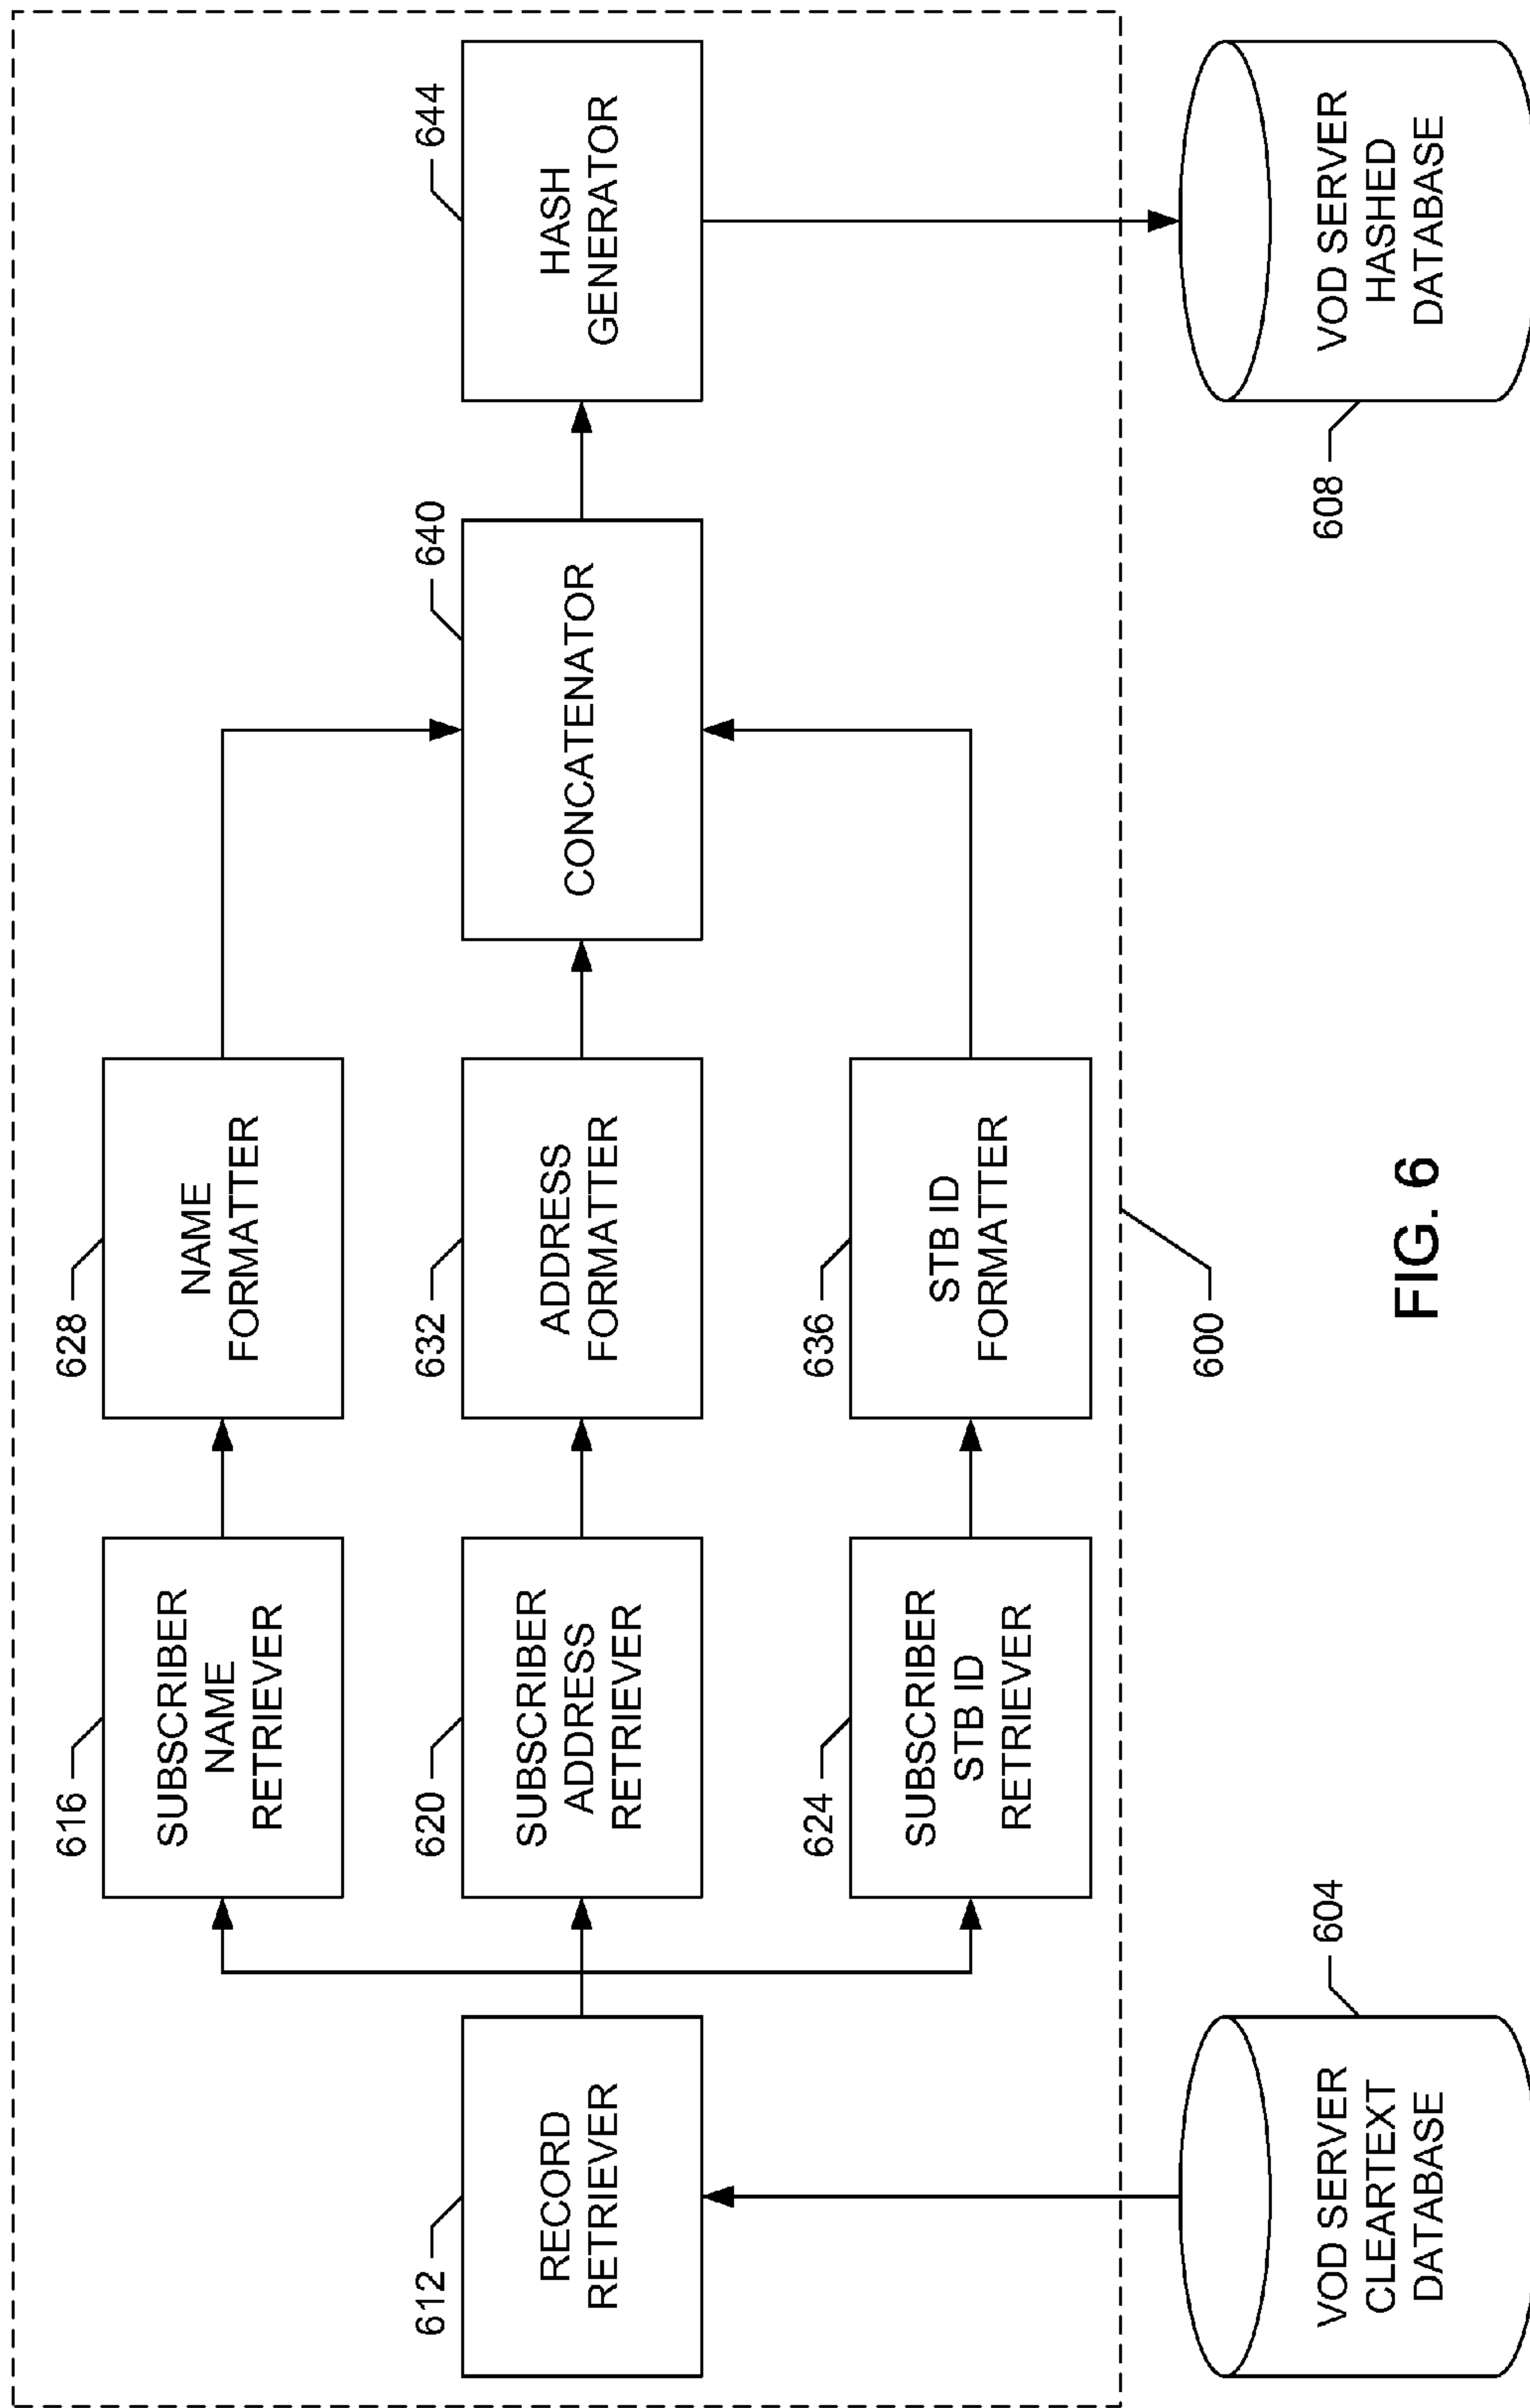 612
RECORD
RETRIEVER
616
SUBSCRIBER
NAME
RETRIEVER
620
SUBSCRIBER
ADDRESS
RETRIEVER
624
SUBSCRIBER
STB ID
RETRIEVER
628
NAME
FORMATTER
632
ADDRESS
FORMATTER
636
STB ID
FORMATTER
640
CONCATENATOR
644
HASH
GENERATOR
600
604
VOD SERVER
CLEARTEXT
DATABASE
608
VOD SERVER
HASHED
DATABASE
FIG. 6